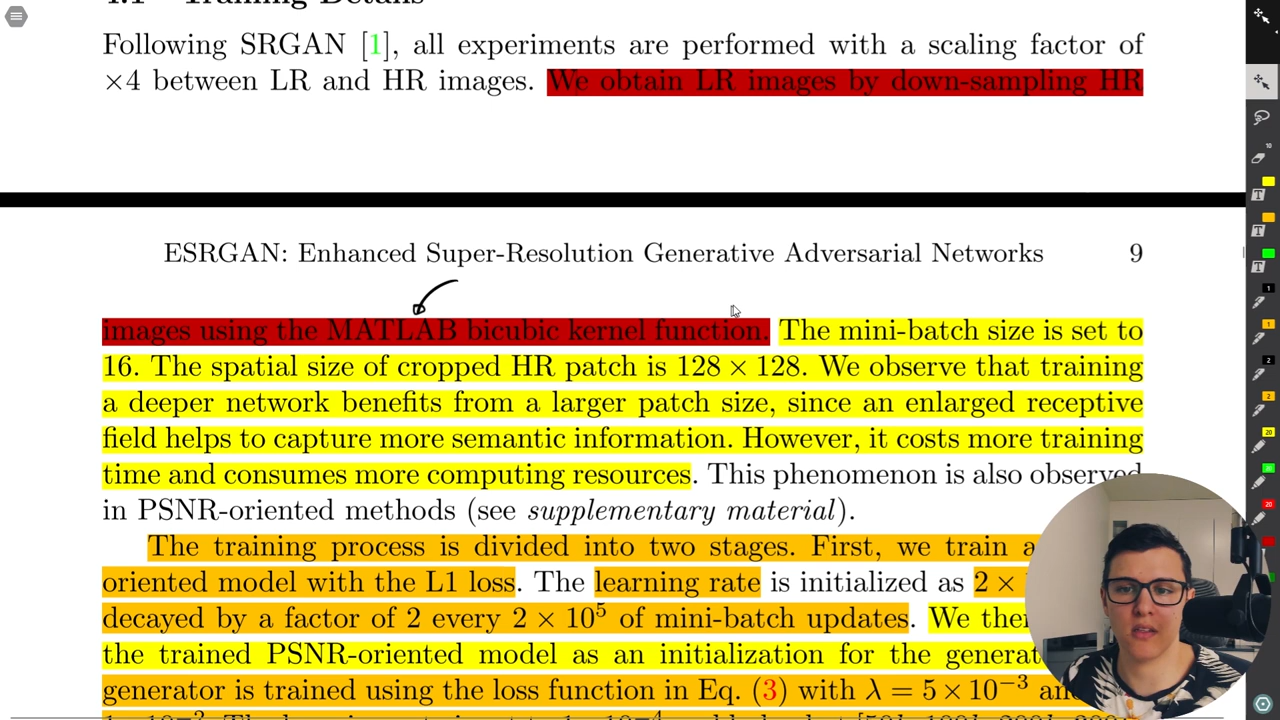 4.1 Training Details
Following SRGAN [1], all experiments are performed with a scaling factor of
×4 between LR and HR images. We obtain LR images by down-sampling HR
ESRGAN: Enhanced Super-Resolution Generative Adversarial Networks 9
images using the MATLAB bicubic kernel function. The mini-batch size is set to
16. The spatial size of cropped HR patch is 128 × 128. We observe that training
a deeper network benefits from a larger patch size, since an enlarged receptive
field helps to capture more semantic information. However, it costs more training
time and consumes more computing resources. This phenomenon is also observed
in PSNR-oriented methods (see supplementary material).
The training process is divided into two stages. First, we train a
oriented model with the L1 loss. The learning rate is initialized as 2 ×
decayed by a factor of 2 every 2 × 10⁵ of mini-batch updates. We then
the trained PSNR-oriented model as an initialization for the generat
generator is trained using the loss function in Eq. (3) with λ = 5×10⁻³ an